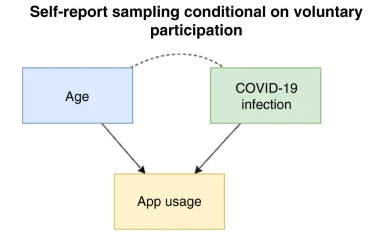 Self-report sampling conditional on voluntary
participation
Age
COVID-19
infection
App usage